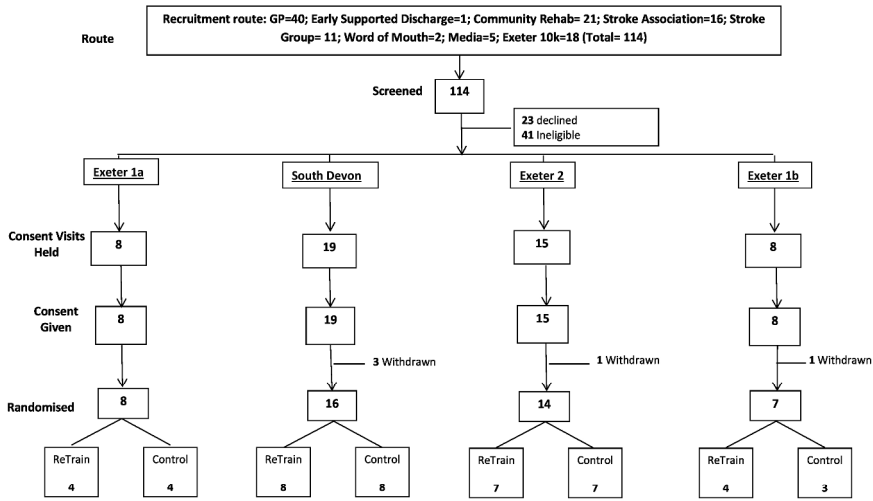 Recruitment route: GP=40; Early Supported Discharge=1; Community Rehab= 21; Stroke Association=16; Stroke
Group= 11; Word of Mouth=2; Media=5; Exeter 10k=18 (Total= 114)
Route
Screened
114
23 declined
41 Ineligible
Exeter 1a
South Devon
Exeter 2
Exeter 1b
Consent Visits
Held
8
19
15
8
Consent
Given
8
19
15
8
3 Withdrawn
1 Withdrawn
1 Withdrawn
Randomised
8
16
14
7
ReTrain
4
Control
4
ReTrain
8
Control
8
ReTrain
7
Control
7
ReTrain
4
Control
3